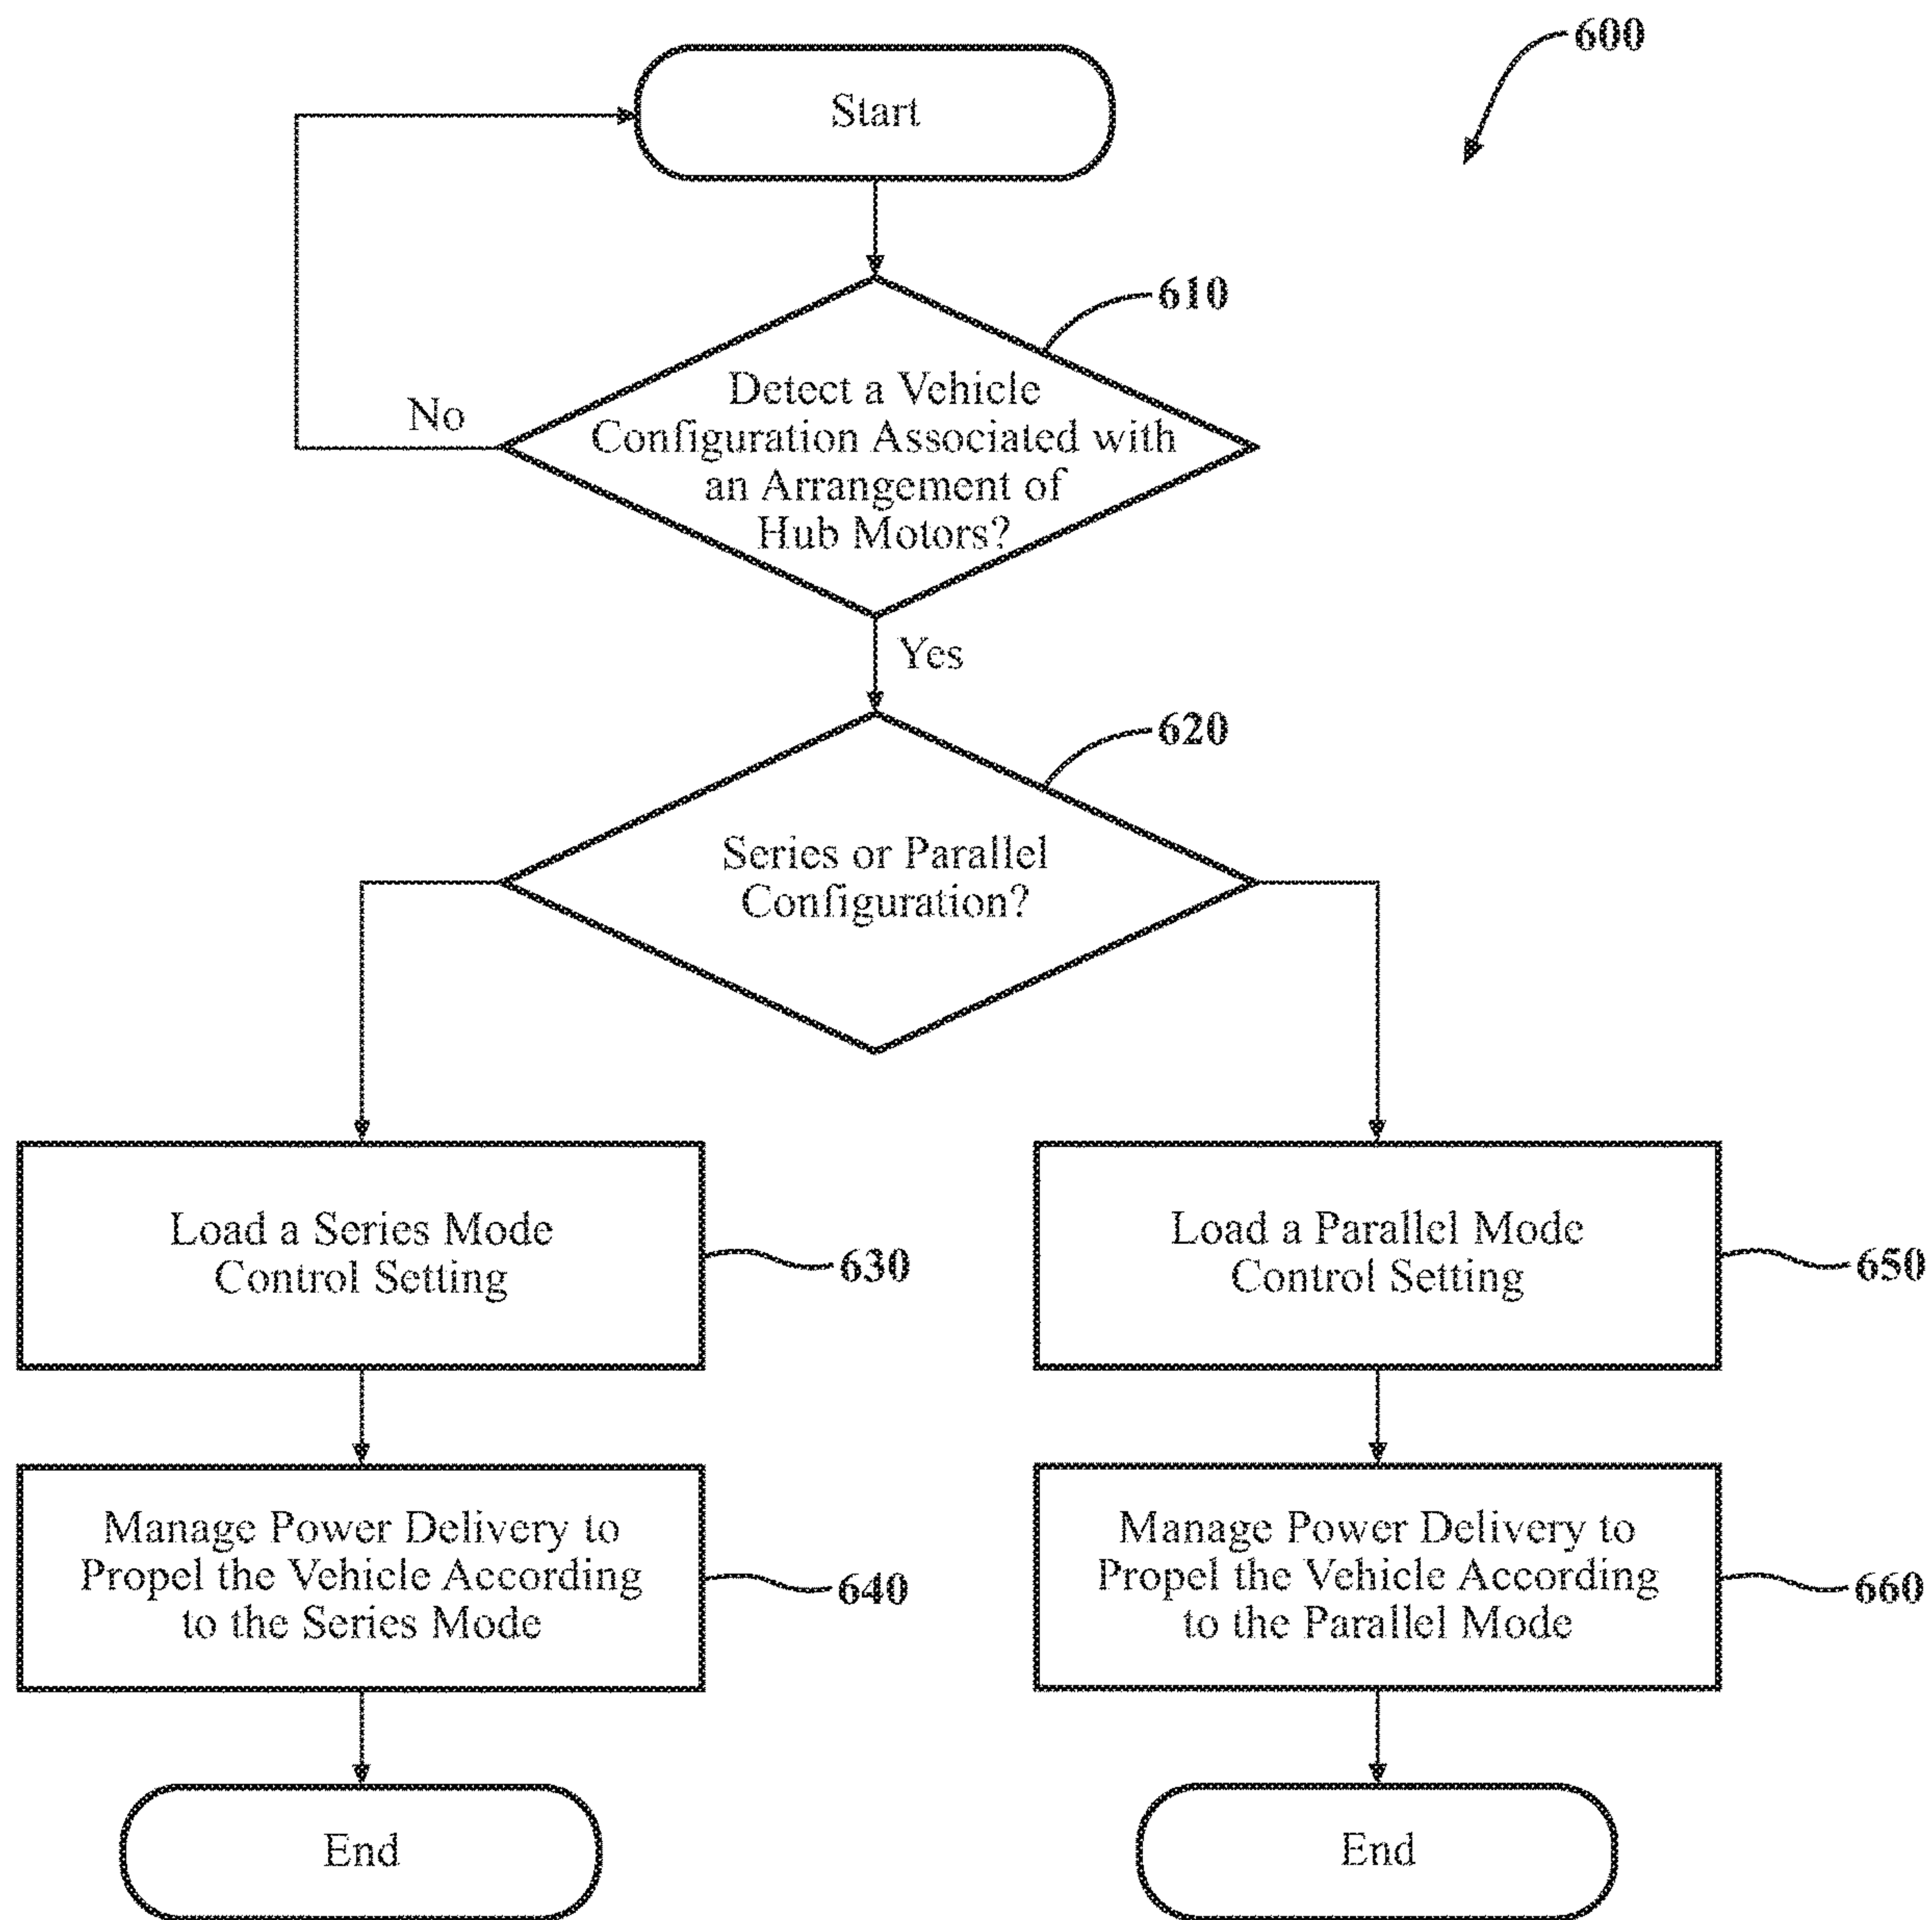 600
Start
610
Detect a Vehicle
Configuration Associated with
an Arrangement of
Hub Motors?
No
Yes
620
Series or Parallel
Configuration?
Load a Series Mode
Control Setting
630
Load a Parallel Mode
Control Setting
650
Manage Power Delivery to
Propel the Vehicle According
to the Series Mode
640
Manage Power Delivery to
Propel the Vehicle According
to the Parallel Mode
660
End
End